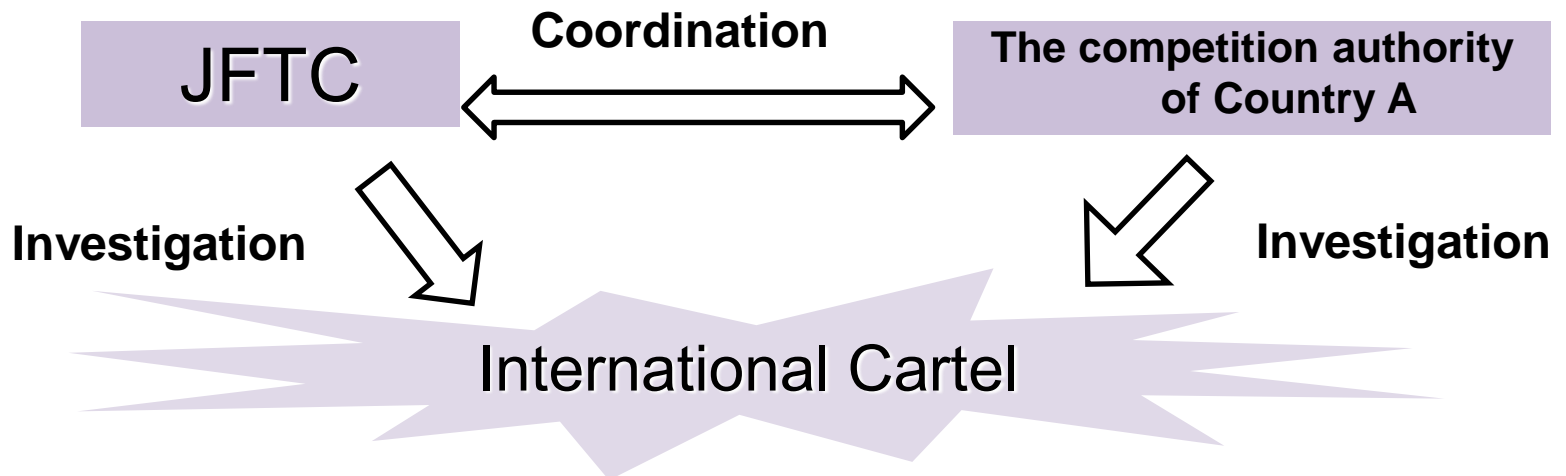 Coordination
JFTC
The competition authority
of Country A
Investigation
Investigation
International Cartel